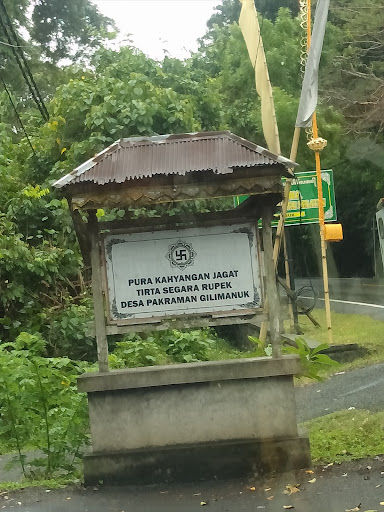 PURA KAHYANGAN JAGAT
TIRTA SEGARA RUPEK
DESA PAKRAMAN GILIMANUK